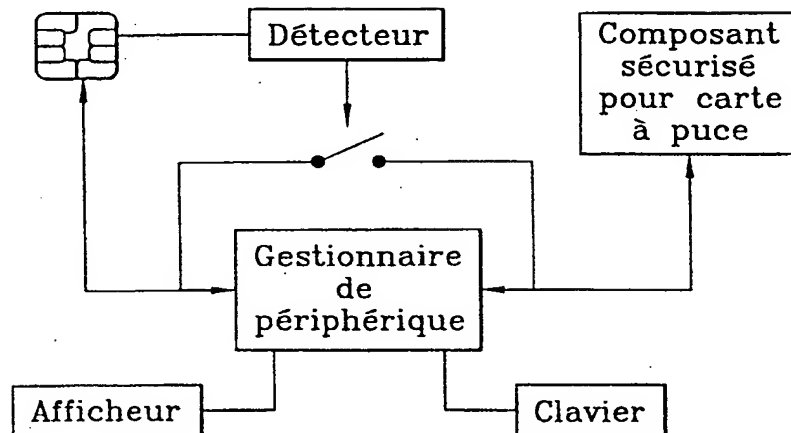 Détecteur
Composant
sécurisé
pour carte
à puce
Gestionnaire
de
périphérique
Afficheur
Clavier